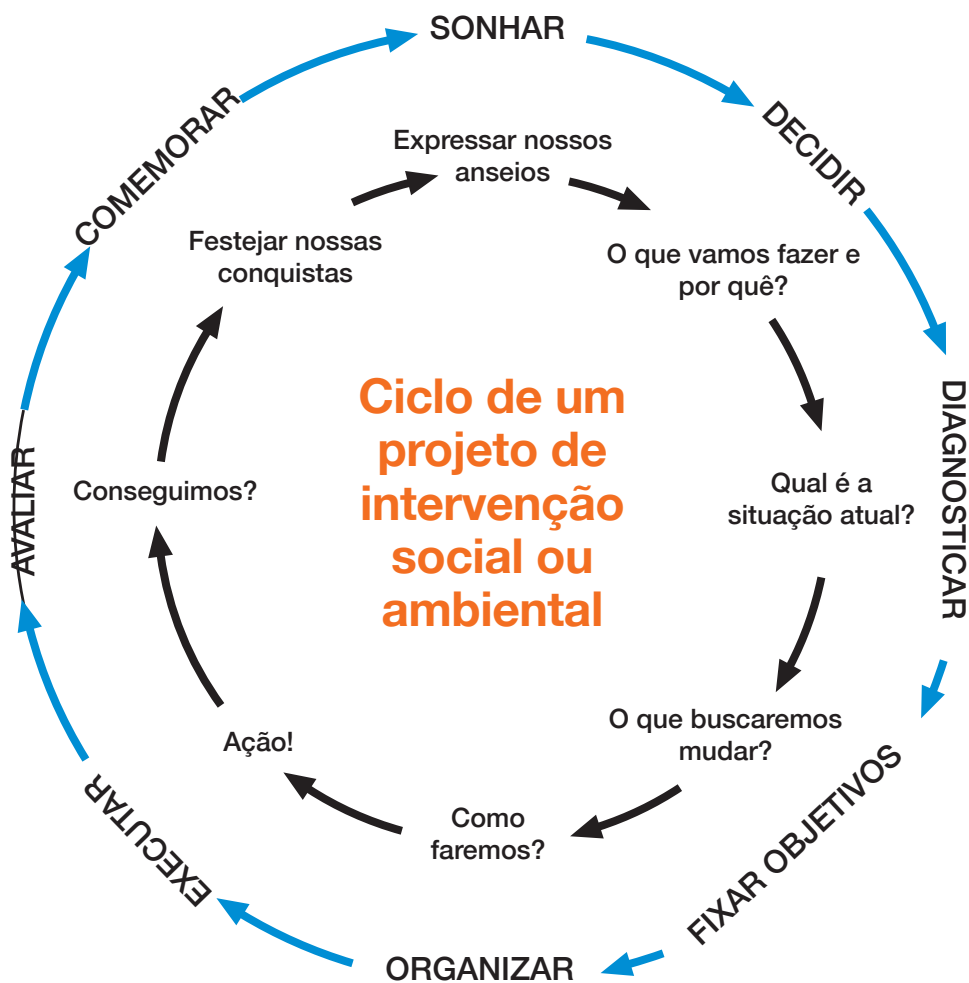 SONHAR
DECIDIR
DIAGNOSTICAR
FIXAR OBJETIVOS
ORGANIZAR
EXECUTAR
AVALIAR
COMEMORAR
Expressar nossos
anseios
O que vamos fazer e
por quê?
Qual é a
situação atual?
O que buscaremos
mudar?
Como
faremos?
Ação!
Conseguimos?
Festejar nossas
conquistas
Ciclo de um
projeto de
intervenção
social ou
ambiental